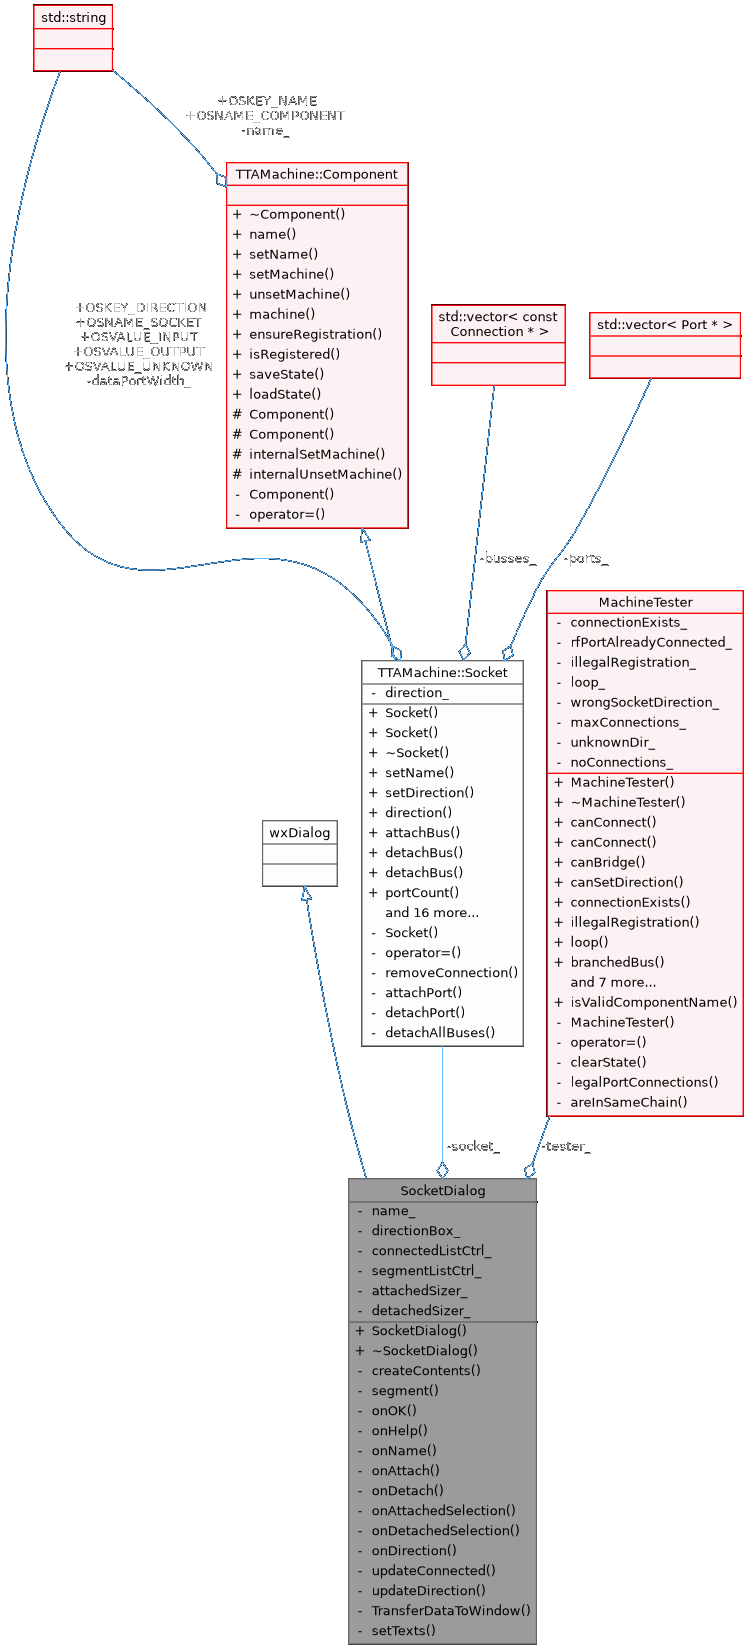 std::string
+OSKEY_NAME
+OSNAME_COMPONENT
-name_
TTAMachine::Component
+ ~Component()
+ name()
+ setName()
+ setMachine()
+ unsetMachine()
+ machine()
+ ensureRegistration()
+ isRegistered()
+ saveState()
+ loadState()
# Component()
# Component()
# internalSetMachine()
# internalUnsetMachine()
- Component()
- operator=()
+OSKEY_DIRECTION
+OSNAME_SOCKET
+OSVALUE_INPUT
+OSVALUE_OUTPUT
+OSVALUE_UNKNOWN
-dataPortWidth_
std::vector< const
Connection * >
std::vector< Port * >
-busses_
-ports_
TTAMachine::Socket
- direction_
+ Socket()
+ Socket()
+ ~Socket()
+ setName()
+ setDirection()
+ direction()
+ attachBus()
+ detachBus()
+ detachBus()
+ portCount()
and 16 more...
- Socket()
- operator=()
- removeConnection()
- attachPort()
- detachPort()
- detachAllBuses()
MachineTester
- connectionExists_
- rfPortAlreadyConnected_
- illegalRegistration_
- loop_
- wrongSocketDirection_
- maxConnections_
- unknownDir_
- noConnections_
+ MachineTester()
+ ~MachineTester()
+ canConnect()
+ canConnect()
+ canBridge()
+ canSetDirection()
+ connectionExists()
+ illegalRegistration()
+ loop()
+ branchedBus()
and 7 more...
+ isValidComponentName()
- MachineTester()
- operator=()
- clearState()
- legalPortConnections()
- areInSameChain()
wxDialog
-socket_
-tester_
SocketDialog
- name_
- directionBox_
- connectedListCtrl_
- segmentListCtrl_
- attachedSizer_
- detachedSizer_
+ SocketDialog()
+ ~SocketDialog()
- createContents()
- segment()
- onOK()
- onHelp()
- onName()
- onAttach()
- onDetach()
- onAttachedSelection()
- onDetachedSelection()
- onDirection()
- updateConnected()
- updateDirection()
- TransferDataToWindow()
- setTexts()